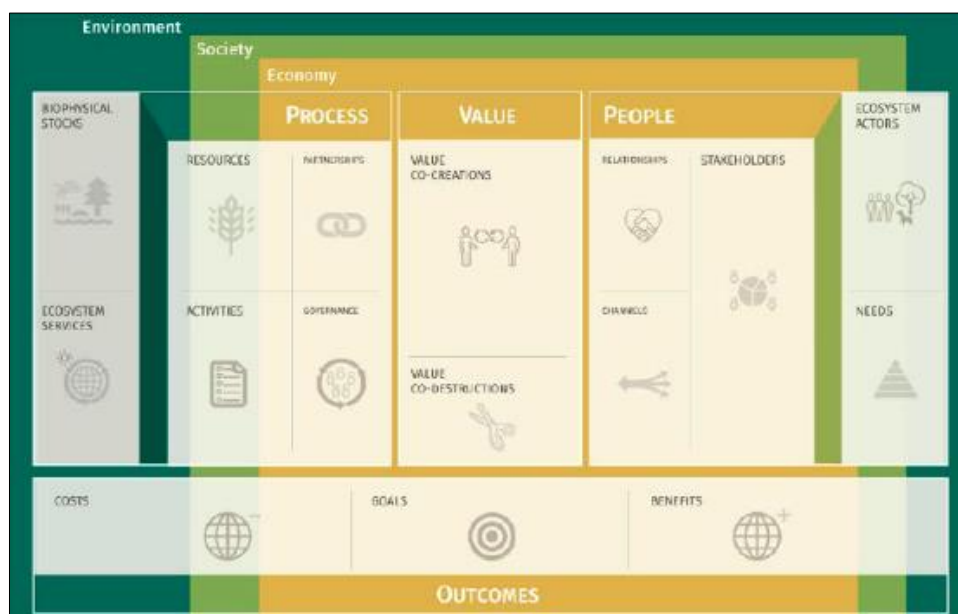 Environment
Society
Economy
BIOPHYSICAL
STOCKS
PROCESS
VALUE
PEOPLE
ECOSYSTEM
ACTORS
RESOURCES
PARTNERSHIPS
VALUE
CO-CREATIONS
RELATIONSHIPS
STAKEHOLDERS
ECOSYSTEM
SERVICES
ACTIVITIES
GOVERNANCE
CHANNELS
NEEDS
VALUE
CO-DESTRUCTIONS
COSTS
GOALS
BENEFITS
OUTCOMES